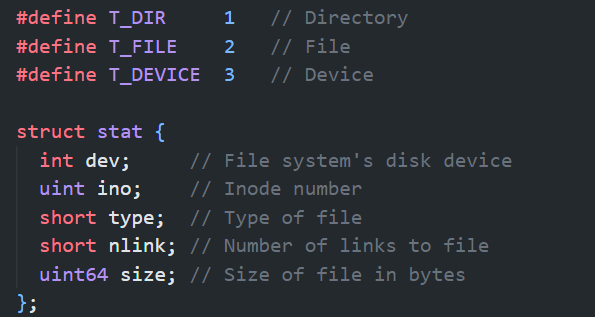 #define T_DIR     1   // Directory
#define T_FILE    2   // File
#define T_DEVICE  3   // Device

struct stat {
  int dev;     // File system's disk device
  uint ino;    // Inode number
  short type;  // Type of file
  short nlink; // Number of links to file
  uint64 size; // Size of file in bytes
};